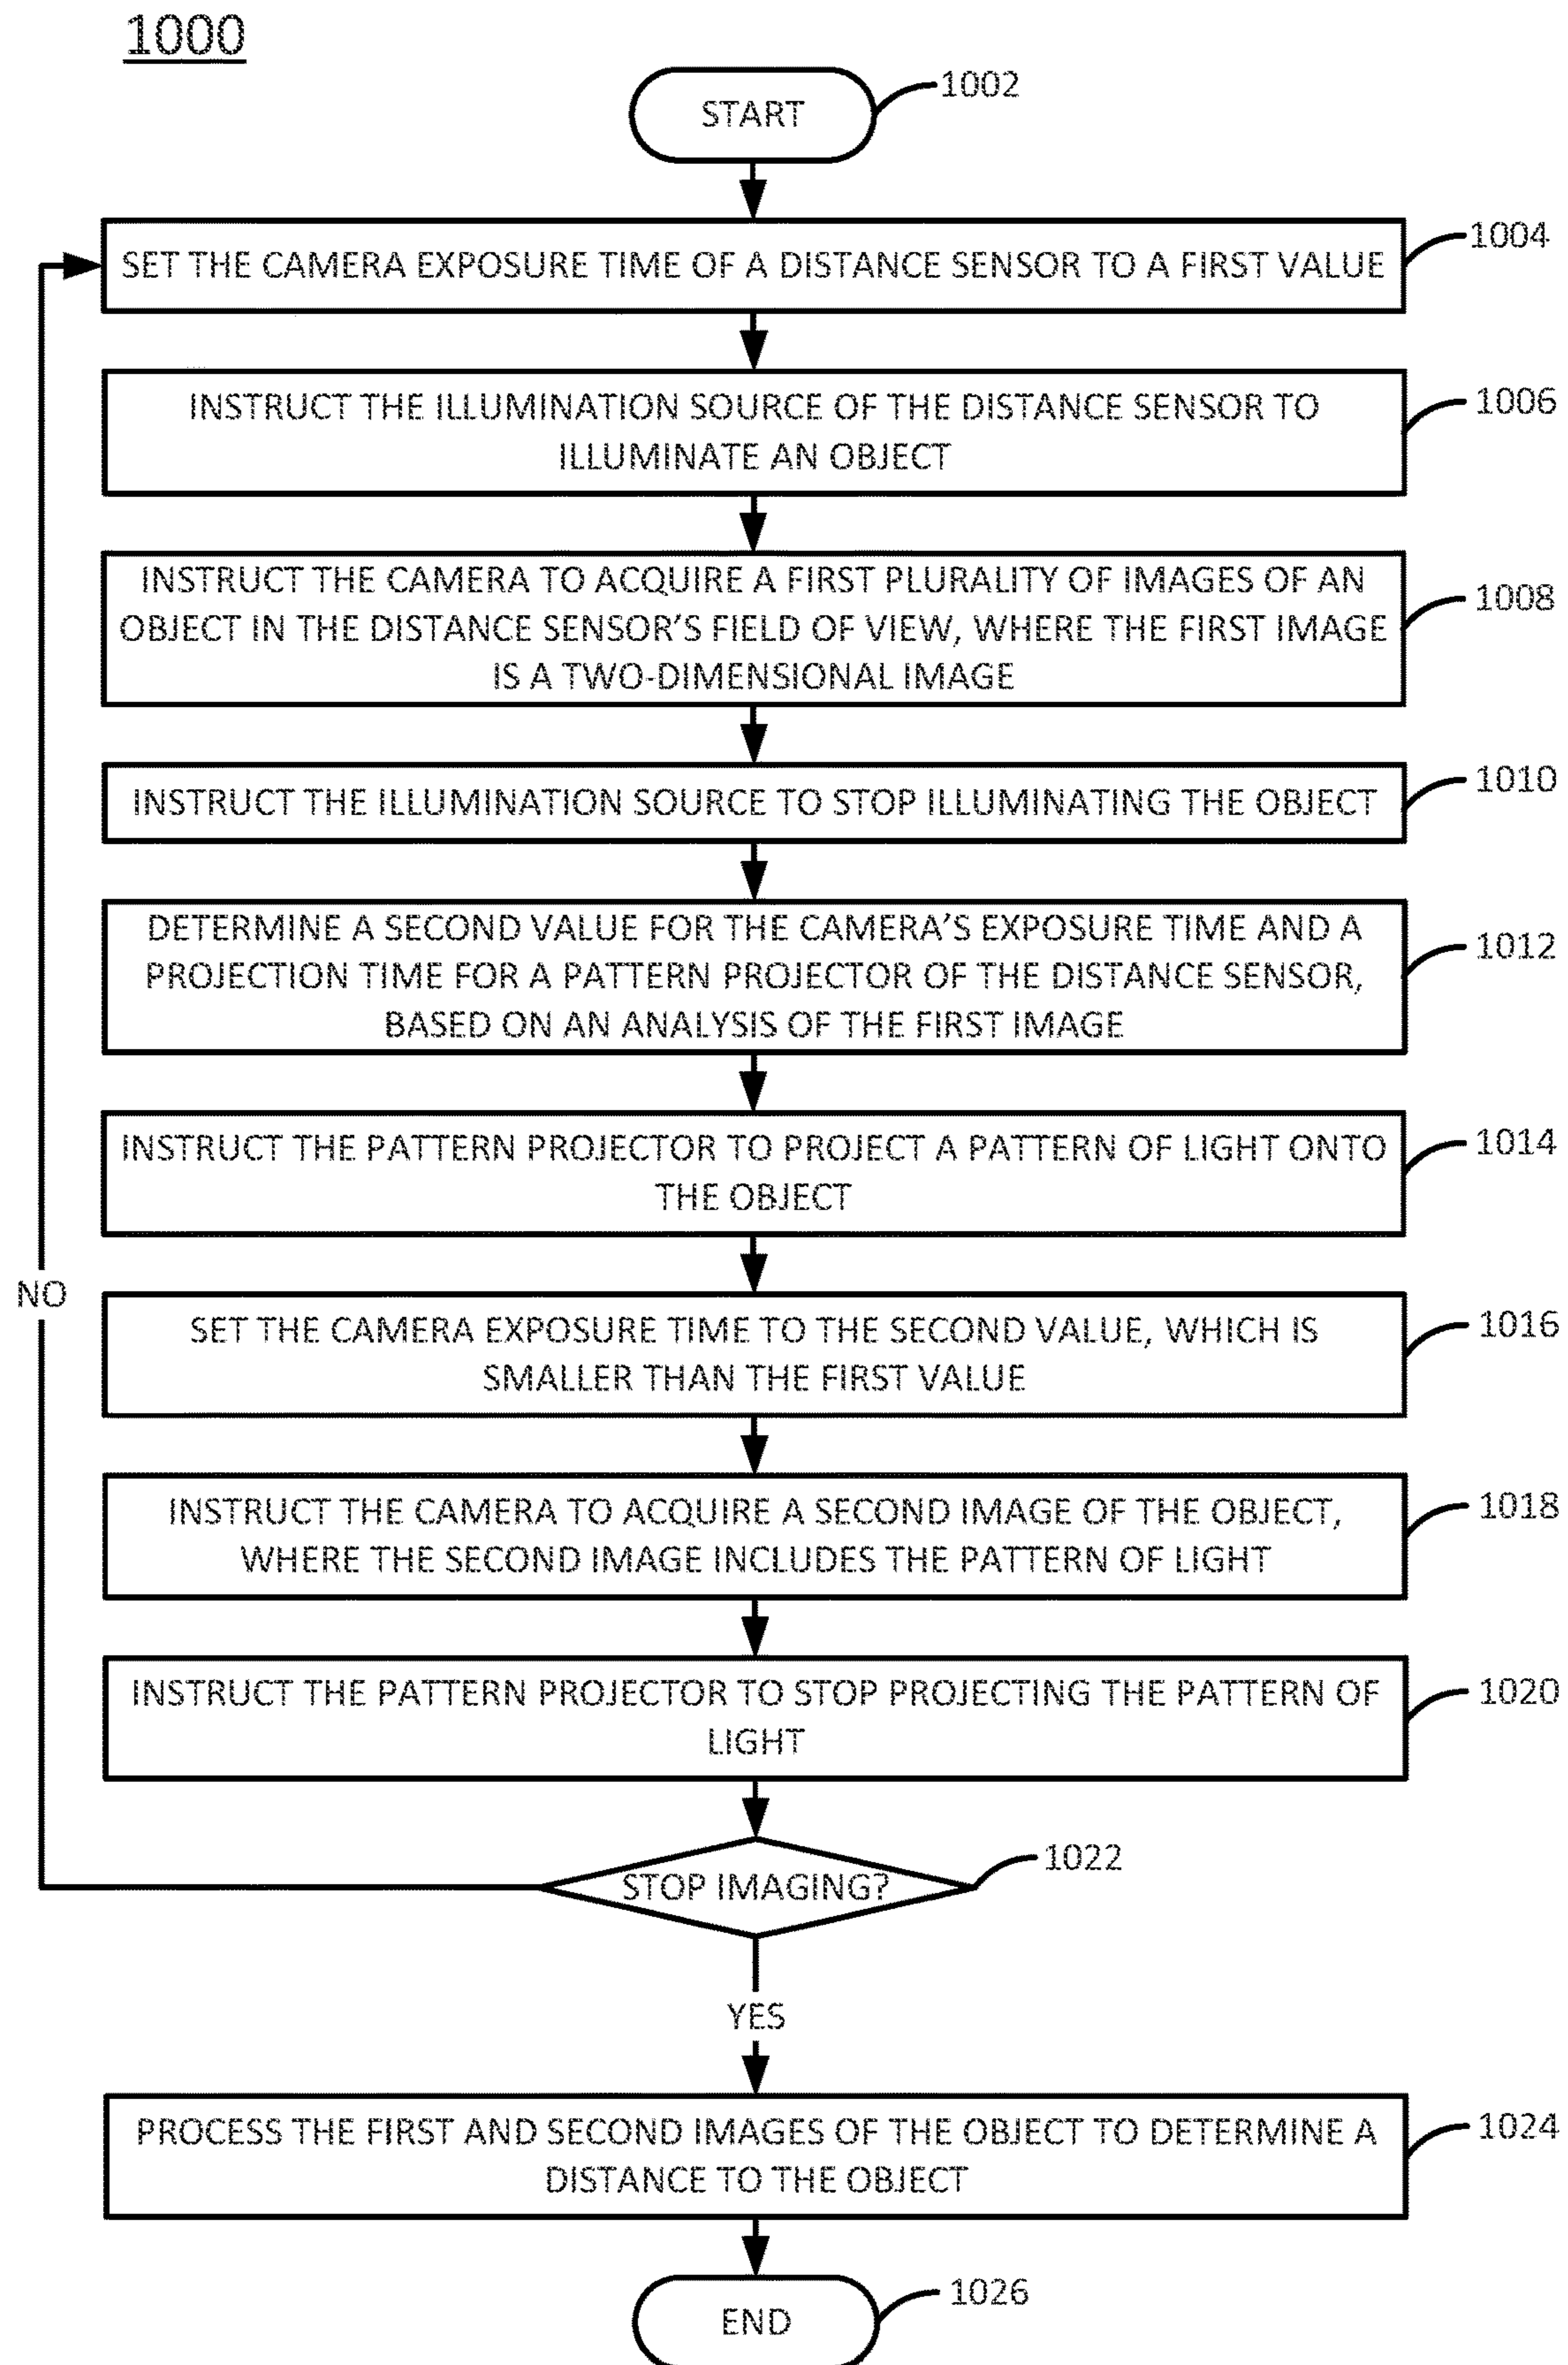 1000
START
1002
SET THE CAMERA EXPOSURE TIME OF A DISTANCE SENSOR TO A FIRST VALUE
1004
INSTRUCT THE ILLUMINATION SOURCE OF THE DISTANCE SENSOR TO
ILLUMINATE AN OBJECT
1006
INSTRUCT THE CAMERA TO ACQUIRE A FIRST PLURALITY OF IMAGES OF AN
OBJECT IN THE DISTANCE SENSOR'S FIELD OF VIEW, WHERE THE FIRST IMAGE
IS A TWO-DIMENSIONAL IMAGE
1008
INSTRUCT THE ILLUMINATION SOURCE TO STOP ILLUMINATING THE OBJECT
1010
DETERMINE A SECOND VALUE FOR THE CAMERA'S EXPOSURE TIME AND A
PROJECTION TIME FOR A PATTERN PROJECTOR OF THE DISTANCE SENSOR,
BASED ON AN ANALYSIS OF THE FIRST IMAGE
1012
INSTRUCT THE PATTERN PROJECTOR TO PROJECT A PATTERN OF LIGHT ONTO
THE OBJECT
1014
NO
SET THE CAMERA EXPOSURE TIME TO THE SECOND VALUE, WHICH IS
SMALLER THAN THE FIRST VALUE
1016
INSTRUCT THE CAMERA TO ACQUIRE A SECOND IMAGE OF THE OBJECT,
WHERE THE SECOND IMAGE INCLUDES THE PATTERN OF LIGHT
1018
INSTRUCT THE PATTERN PROJECTOR TO STOP PROJECTING THE PATTERN OF
LIGHT
1020
STOP IMAGING?
1022
YES
PROCESS THE FIRST AND SECOND IMAGES OF THE OBJECT TO DETERMINE A
DISTANCE TO THE OBJECT
1024
END
1026